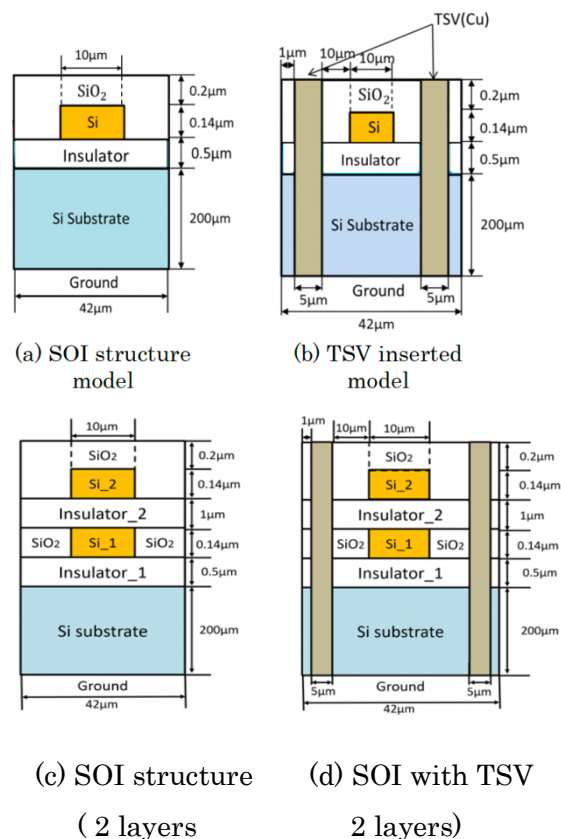 TSV(Cu)
10μm
SiO2
0.2μm
Si
0.14μm
Insulator
0.5μm
Si Substrate
200μm
Ground
42μm
(a) SOI structure
model
1μm
10μm
10μm
SiO2
0.2μm
Si
0.14μm
Insulator
0.5μm
Si Substrate
200μm
5μm
Ground
5μm
42μm
(b) TSV inserted
model
10μm
SiO2
0.2μm
Si_2
0.14μm
Insulator_2
1μm
SiO2
Si_1
SiO2
0.14μm
Insulator_1
0.5μm
Si substrate
200μm
Ground
42μm
1μm
10μm
10μm
SiO2
0.2μm
Si_2
0.14μm
Insulator_2
1μm
SiO2
Si_1
SiO2
0.14μm
Insulator_1
0.5μm
Si substrate
200μm
5μm
Ground
5μm
42μm
(c) SOI structure
( 2 layers
(d) SOI with TSV
2 layers)